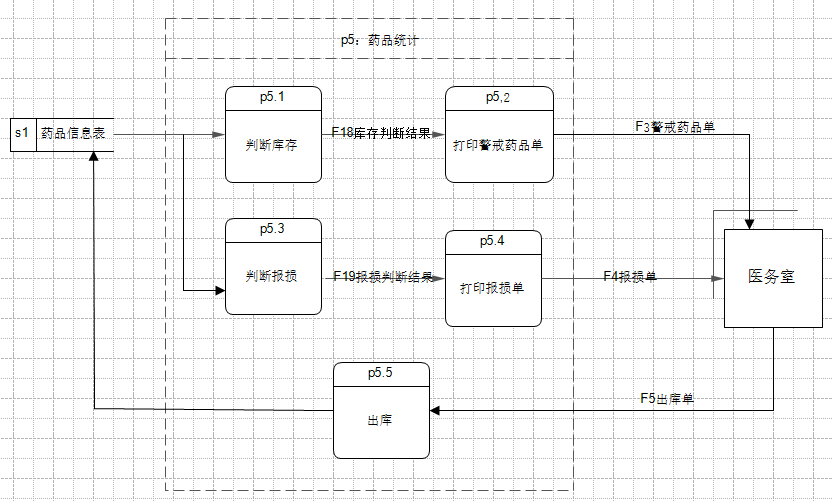 p5：药品统计
p5.1
p5,2
s1 药品信息表
判断库存
F18库存判断结果
打印警戒药品单
F3警戒药品单
p5.3
p5.4
判断报损
F19报损判断结果
打印报损单
F4报损单
医务室
p5.5
出库
F5出库单